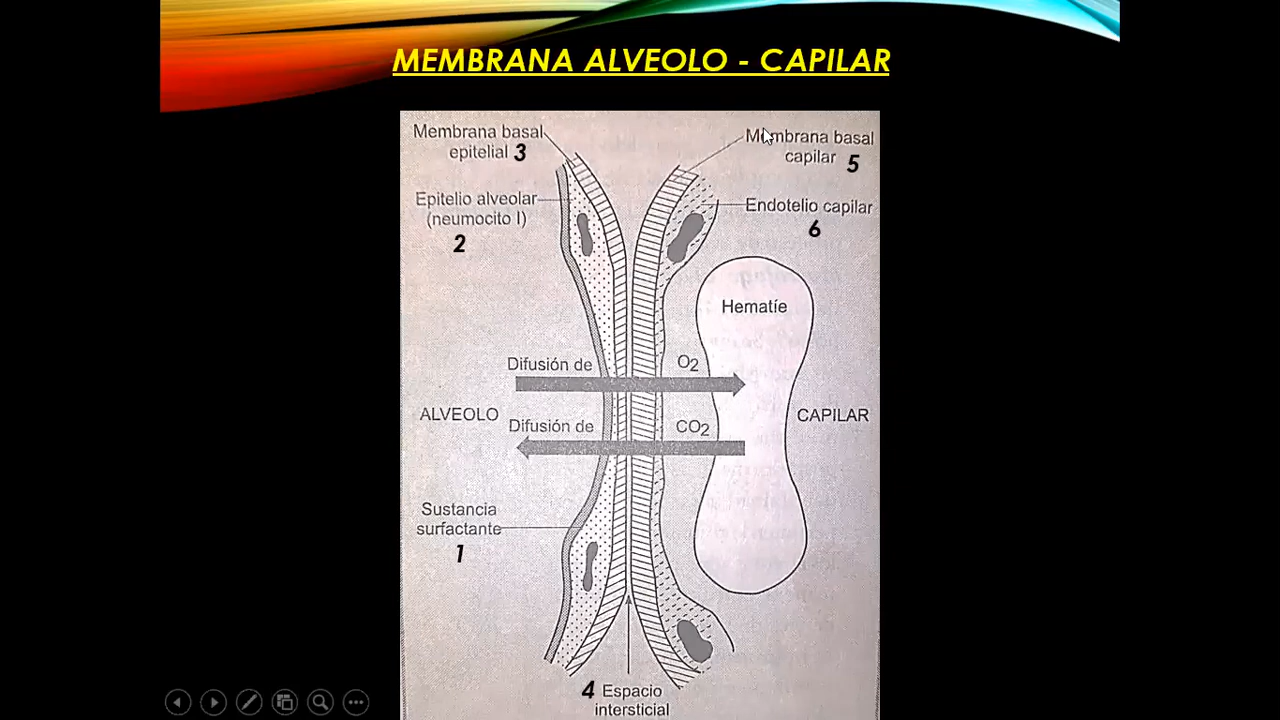 MEMBRANA ALVEOLO - CAPILAR
Membrana basal
epitelial 3
Membrana basal
capilar 5
Epitelio alveolar
(neumocito I)
2
Endotelio capilar
6
Hematíe
Difusión de O2
ALVEOLO
CAPILAR
Difusión de CO2
Sustancia
surfactante
1
4 Espacio
intersticial